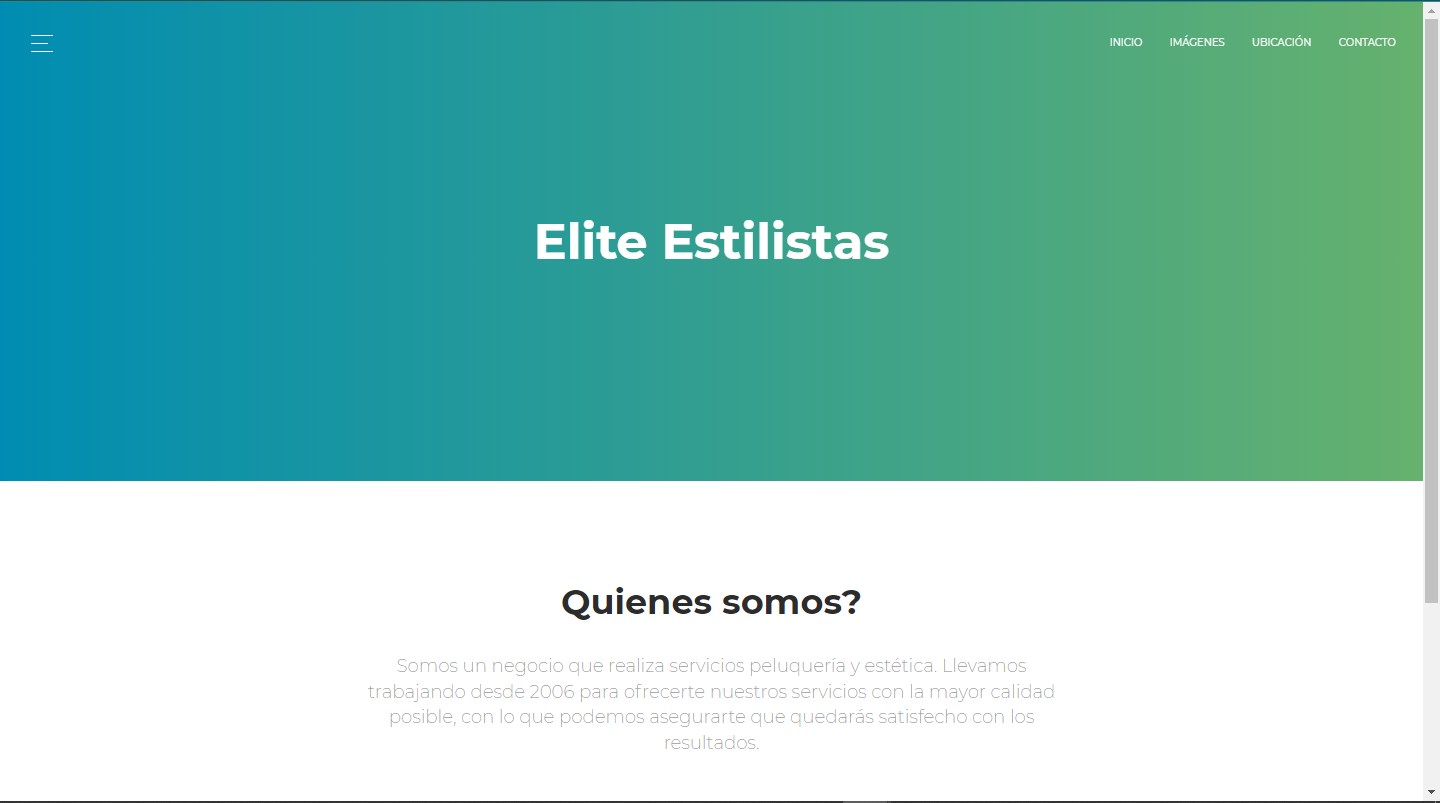 INICIO IMÁGENES UBICACIÓN CONTACTO
Elite Estilistas
Quienes somos?
Somos un negocio que realiza servicios peluquería y estética. Llevamos
trabajando desde 2006 para ofrecerte nuestros servicios con la mayor calidad
posible, con lo que podemos asegurarte que quedarás satisfecho con los
resultados.